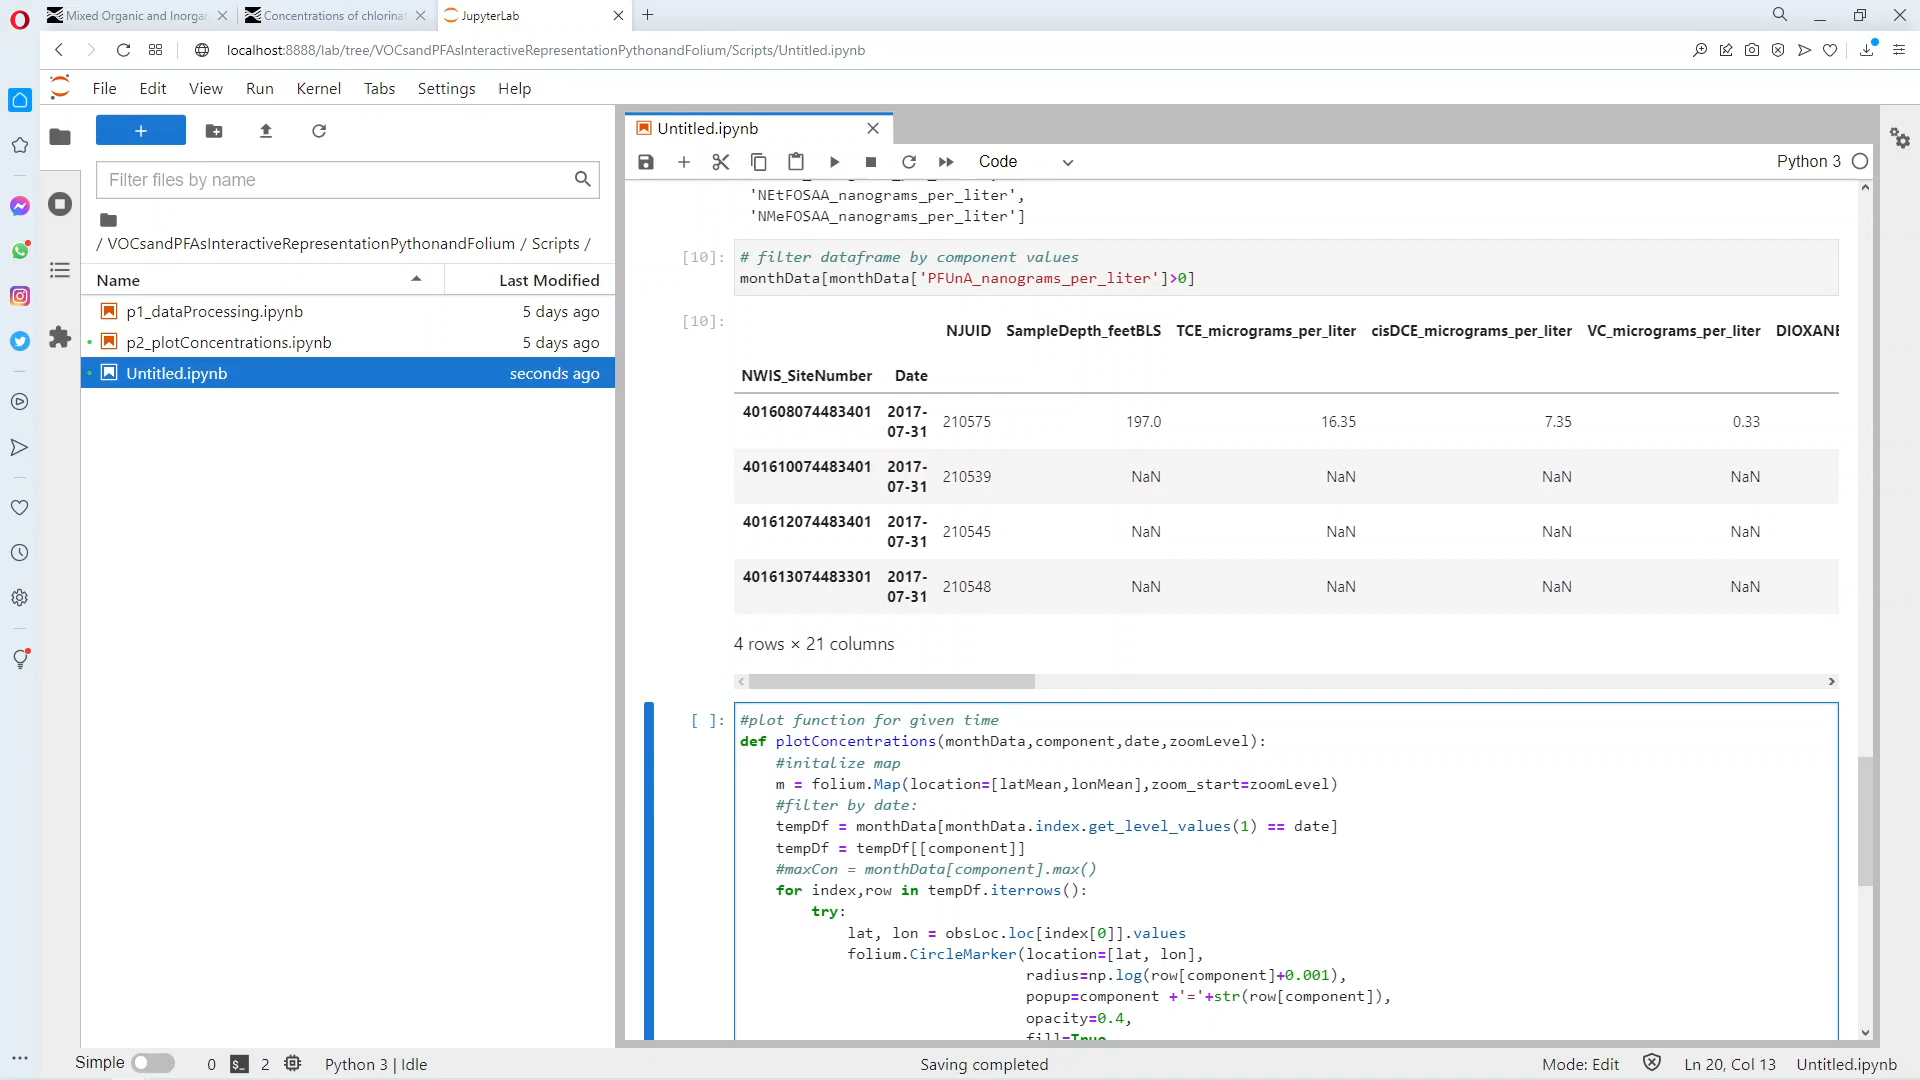 Mixed Organic and Inorgar
Concentrations of chlorina
JupyterLab
localhost:8888/lab/tree/VOCsandPFAsInteractiveRepresentationPythonandFolium/Scripts/Untitled.ipynb
File Edit View Run Kernel Tabs Settings Help
Filter files by name
/ VOCsandPFAsInteractiveRepresentationPythonandFolium / Scripts /
Name Last Modified
p1_dataProcessing.ipynb 5 days ago
p2_plotConcentrations.ipynb 5 days ago
Untitled.ipynb seconds ago
Untitled.ipynb
Code
Python 3
'NEtFOSAA_nanograms_per_liter',
'NMeFOSAA_nanograms_per_liter']
[10]: # filter dataframe by component values
monthData[monthData['PFUnA_nanograms_per_liter']>0]
[10]:
NJUID SampleDepth_feetBLS TCE_micrograms_per_liter cisDCE_micrograms_per_liter VC_micrograms_per_liter DIOXANE
NWIS_SiteNumber Date
401608074483401 2017-07-31 210575 197.0 16.35 7.35 0.33
401610074483401 2017-07-31 210539 NaN NaN NaN NaN
401612074483401 2017-07-31 210545 NaN NaN NaN NaN
401613074483301 2017-07-31 210548 NaN NaN NaN NaN
4 rows × 21 columns
[ ]: #plot function for given time
def plotConcentrations(monthData,component,date,zoomLevel):
    #initalize map
    m = folium.Map(location=[latMean,lonMean],zoom_start=zoomLevel)
    #filter by date:
    tempDf = monthData[monthData.index.get_level_values(1) == date]
    tempDf = tempDf[[component]]
    #maxCon = monthData[component].max()
    for index,row in tempDf.iterrows():
        try:
            lat, lon = obsLoc.loc[index[0]].values
            folium.CircleMarker(location=[lat, lon],
                                radius=np.log(row[component]+0.001),
                                popup=component +'='+str(row[component]),
                                opacity=0.4,
                                fill=True
Simple 0 $_ 2 Python 3 | Idle Saving completed Mode: Edit Ln 20, Col 13 Untitled.ipynb